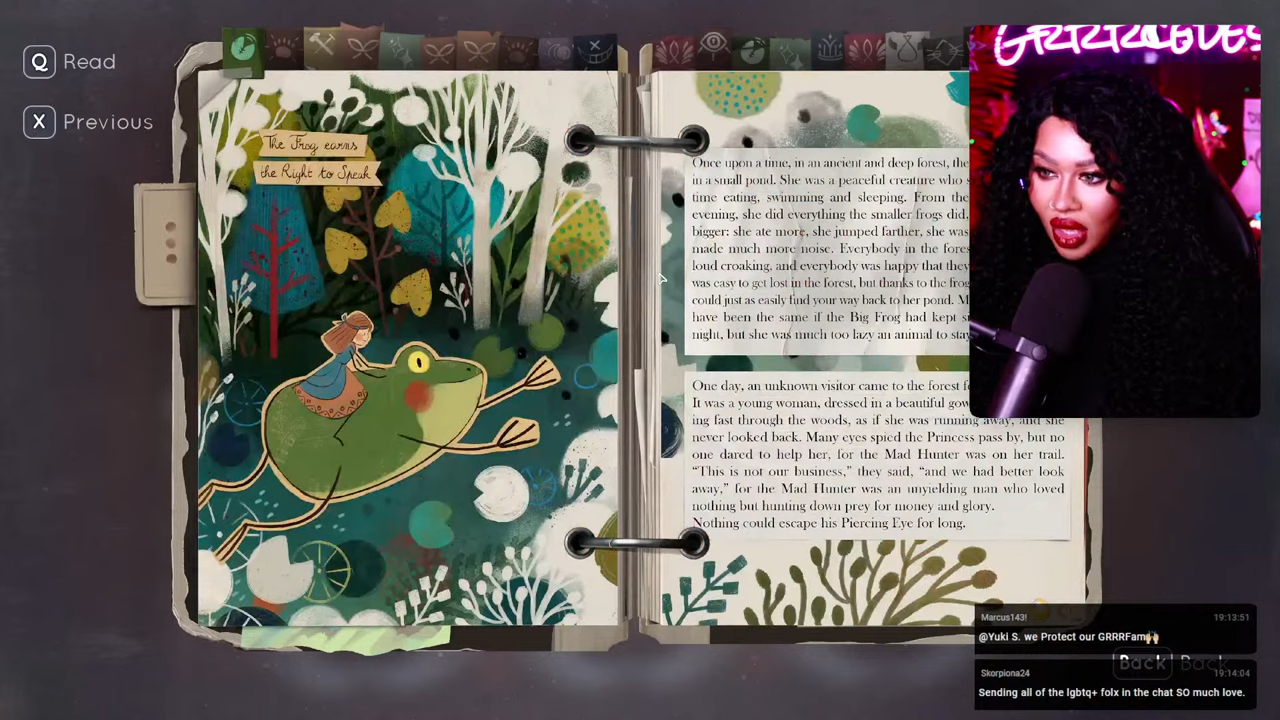 GRRRLGVLS
Q Read
X Previous
The Frog earns
the Right to Speak
Once upon a time, in an ancient and deep forest, the
in a small pond. She was a peaceful creature who
time eating, swimming and sleeping. From the
evening, she did everything the smaller frogs did,
bigger: she ate more, she jumped farther, she was
made much more noise. Everybody in the fores
loud croaking, and everybody was happy that they
was easy to get lost in the forest, but thanks to the frog
could just as easily find your way back to her pond. M
have been the same if the Big Frog had kept si
night, but she was much too lazy an animal to stay
One day, an unknown visitor came to the forest f
It was a young woman, dressed in a beautiful gow
ing fast through the woods, as if she was running away, and she
never looked back. Many eyes spied the Princess pass by, but no
one dared to help her, for the Mad Hunter was on her trail.
“This is not our business,” they said, “and we had better look
away,” for the Mad Hunter was an unyielding man who loved
nothing but hunting down prey for money and glory.
Nothing could escape his Piercing Eye for long.
Marcus143! 19:13:51
@Yuki S. we Protect our GRRRFam
Back Back
Skorpiona24 19:14:04
Sending all of the lgbtq+ folx in the chat SO much love.